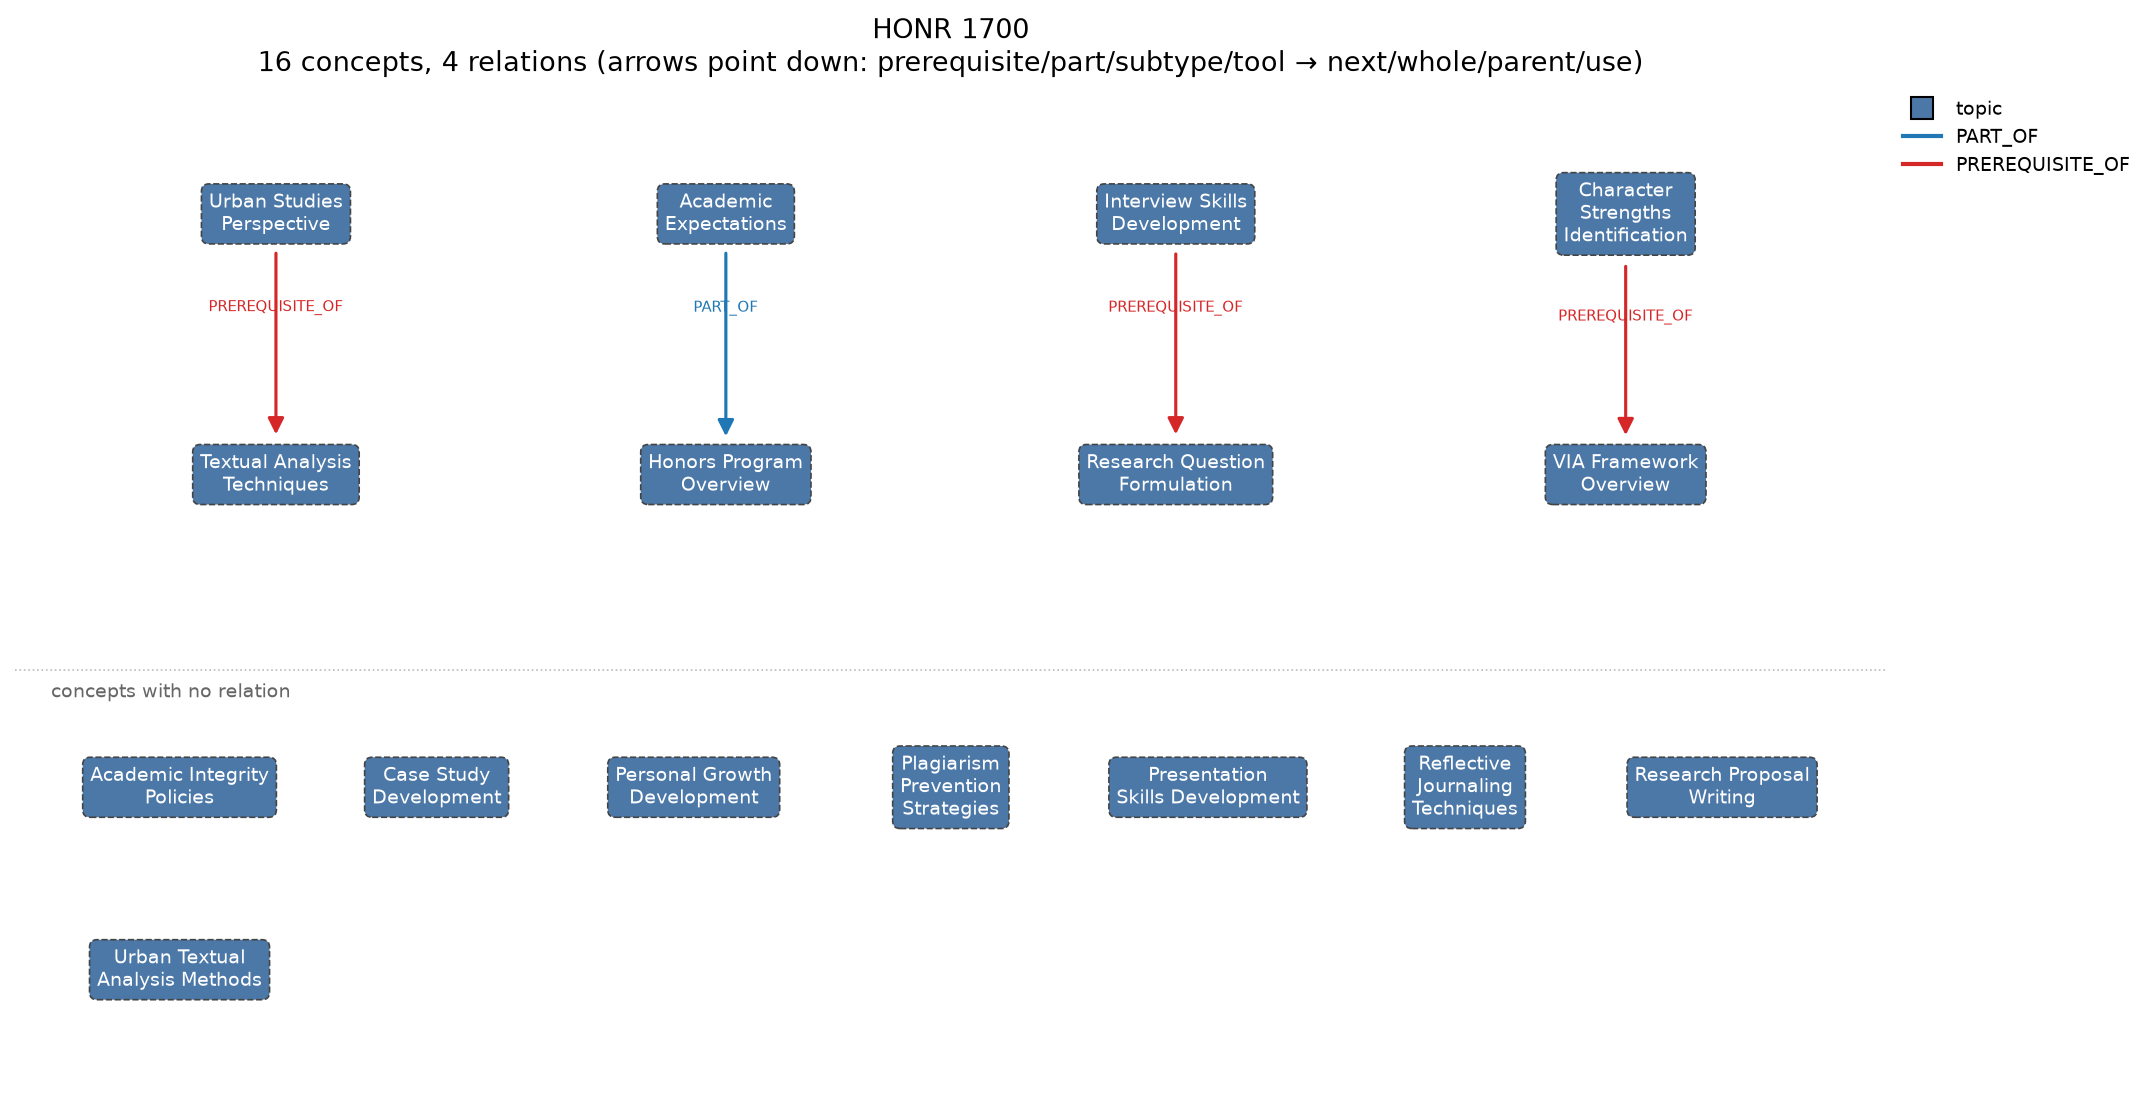 HONR 1700
16 concepts, 4 relations (arrows point down: prerequisite/part/subtype/tool → next/whole/parent/use)
topic
PART_OF
PREREQUISITE_OF
Urban Studies
Perspective
Academic
Expectations
Interview Skills
Development
Character
Strengths
Identification
PREREQUISITE_OF
PART_OF
PREREQUISITE_OF
PREREQUISITE_OF
Textual Analysis
Techniques
Honors Program
Overview
Research Question
Formulation
VIA Framework
Overview
concepts with no relation
Academic Integrity
Policies
Case Study
Development
Personal Growth
Development
Plagiarism
Prevention
Strategies
Presentation
Skills Development
Reflective
Journaling
Techniques
Research Proposal
Writing
Urban Textual
Analysis Methods